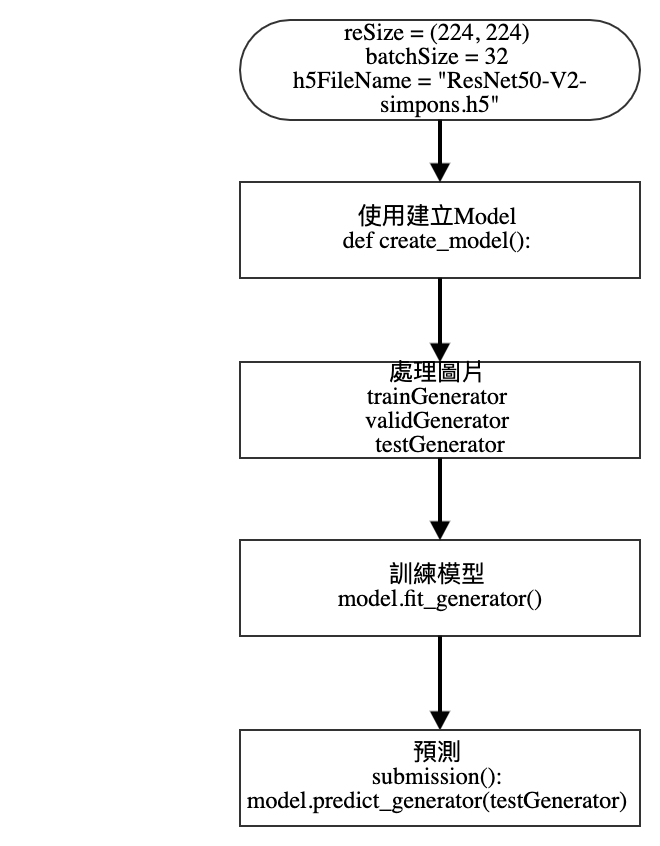 reSize = (224, 224)
batchSize = 32
h5FileName = "ResNet50-V2-
simpons.h5"
使用建立Model
def create_model():
處理圖片
trainGenerator
validGenerator
testGenerator
訓練模型
model.fit_generator()
預測
submission():
model.predict_generator(testGenerator)